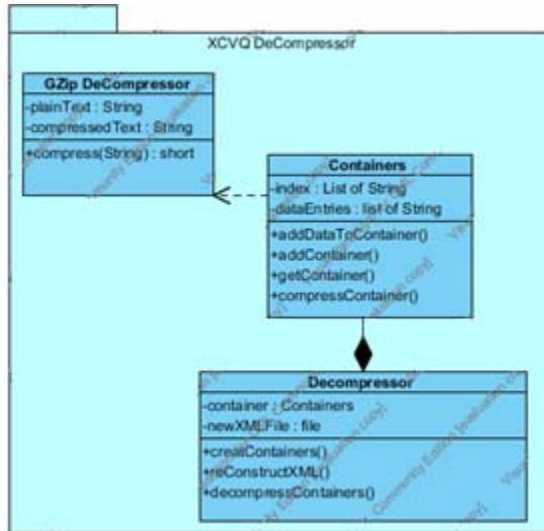 XCVQ DeCompressor
GZip DeCompressor
-plainText : String
-compressedText : String
+compress(String) : short
Containers
-index : List of String
-dataEntries : list of String
+addDataToContainer()
+addContainer()
+getContainer()
+compressContainer()
Decompressor
-container : Containers
-newXMLFile : file
+creatContainers()
+reConstructXML()
+decompressContainers()